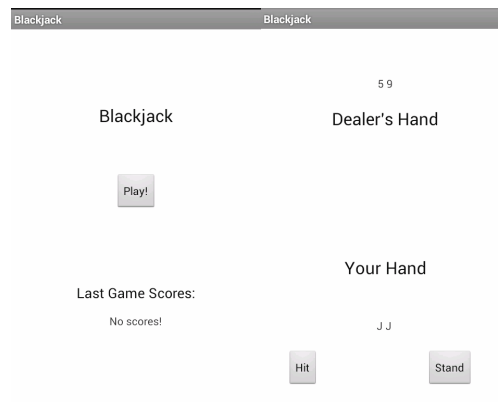 Blackjack
Blackjack
Play!
Last Game Scores:
No scores!
Blackjack
5 9
Dealer's Hand
Your Hand
J J
Hit
Stand